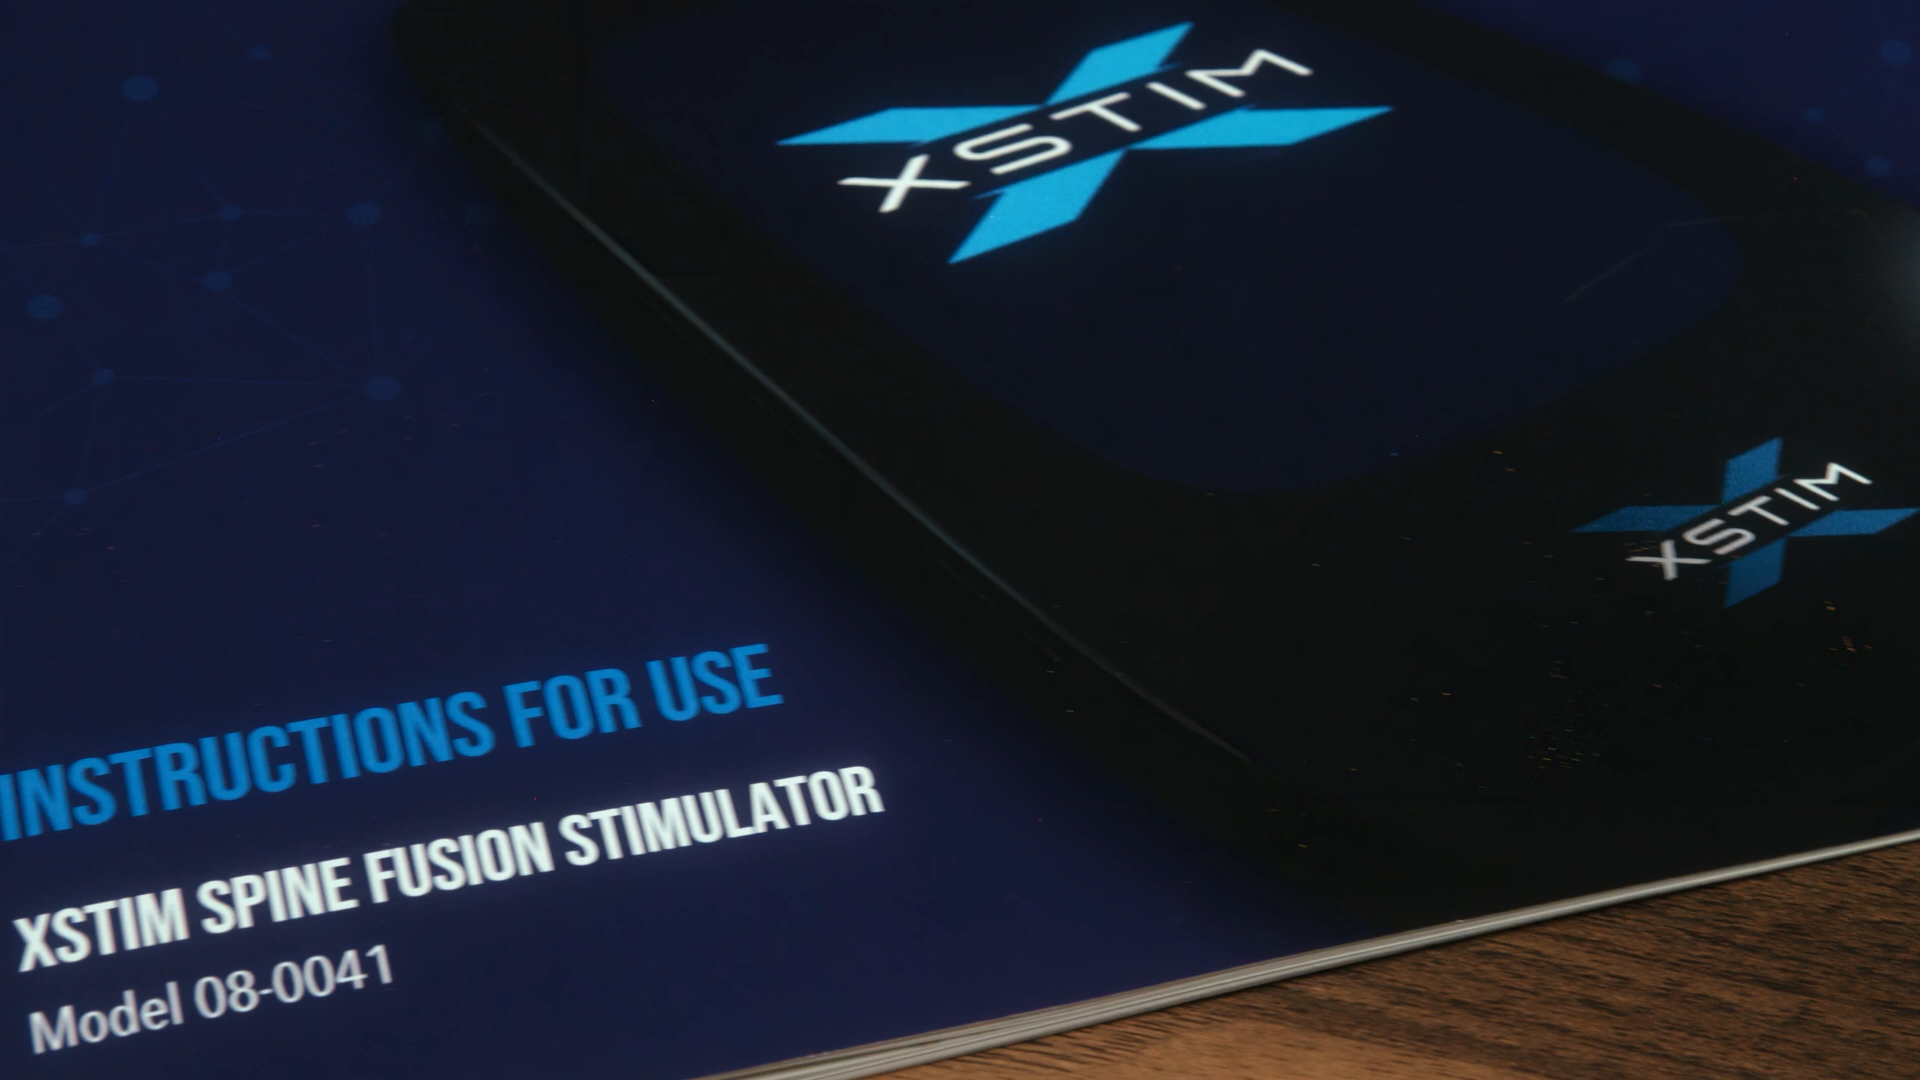 XSTIM
XSTIM
INSTRUCTIONS FOR USE
XSTIM SPINE FUSION STIMULATOR
Model 08-0041